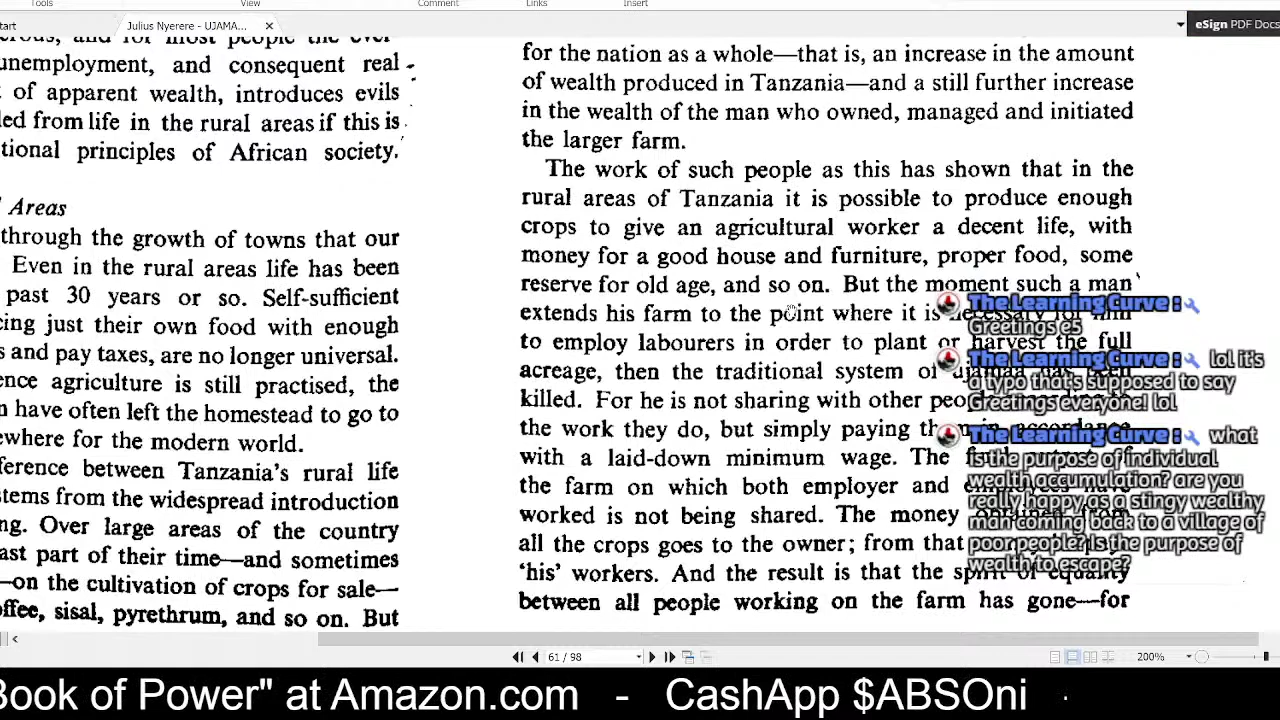 Tools View Comment Links Insert
tart Julius Nyerere - UJAMA... eSign PDF Docs
unemployment, and consequent real
of apparent wealth, introduces evils
led from life in the rural areas if this is
tional principles of African society.
Areas
through the growth of towns that our
Even in the rural areas life has been
past 30 years or so. Self-sufficient
cing just their own food with enough
s and pay taxes, are no longer universal.
ence agriculture is still practised, the
n have often left the homestead to go to
ewhere for the modern world.
ference between Tanzania's rural life
stems from the widespread introduction
ng. Over large areas of the country
ast part of their time—and sometimes
—on the cultivation of crops for sale—
offee, sisal, pyrethrum, and so on. But
for the nation as a whole—that is, an increase in the amount
of wealth produced in Tanzania—and a still further increase
in the wealth of the man who owned, managed and initiated
the larger farm.
The work of such people as this has shown that in the
rural areas of Tanzania it is possible to produce enough
crops to give an agricultural worker a decent life, with
money for a good house and furniture, proper food, some
reserve for old age, and so on. But the moment such a man
extends his farm to the point where it is necessary for him
to employ labourers in order to plant or harvest the full
acreage, then the traditional system of ujamaa has been
killed. For he is not sharing with other
the work they do, but simply paying them in accordance
with a laid-down minimum wage. The
the farm on which both employer and employees have
worked is not being shared. The money obtained from
all the crops goes to the owner; from that
'his' workers. And the result is that the spirit of equality
between all people working on the farm has gone—for
The Learning Curve :
Greetings e5
The Learning Curve : lol it's
a typo that's supposed to say
Greetings everyone! lol
The Learning Curve : what
is the purpose of individual
wealth accumulation? are you
really happy as a stingy wealthy
man coming back to a village of
poor people? Is the purpose of
wealth to escape?
61 / 98 200%
Book of Power" at Amazon.com - CashApp $ABSOni